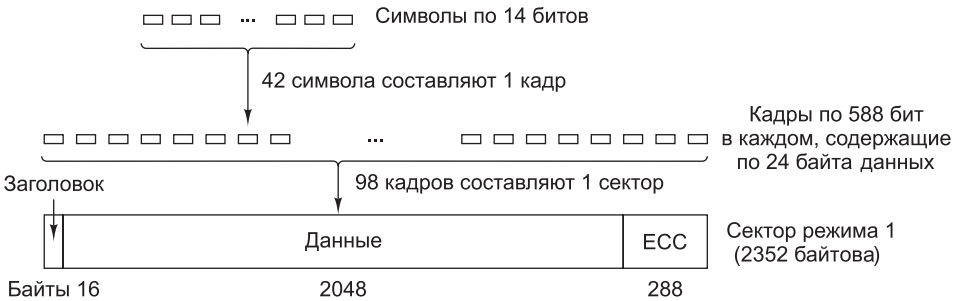 Символы по 14 битов
...
42 символа составляют 1 кадр
...
Кадры по 588 бит
в каждом, содержащие
по 24 байта данных
Заголовок
98 кадров составляют 1 сектор
Данные
ECC
Сектор режима 1
(2352 байтова)
Байты 16
2048
288